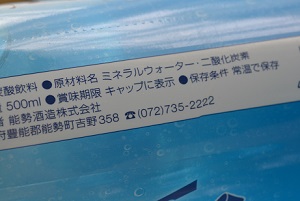 炭酸飲料 ●原材料名 ミネラルウォーター・二酸化炭素
500ml ●賞味期限 キャップに表示 ●保存条件 常温で保存
者 能勢酒造株式会社
府豊能郡能勢町吉野358 ☎(072)735-2222